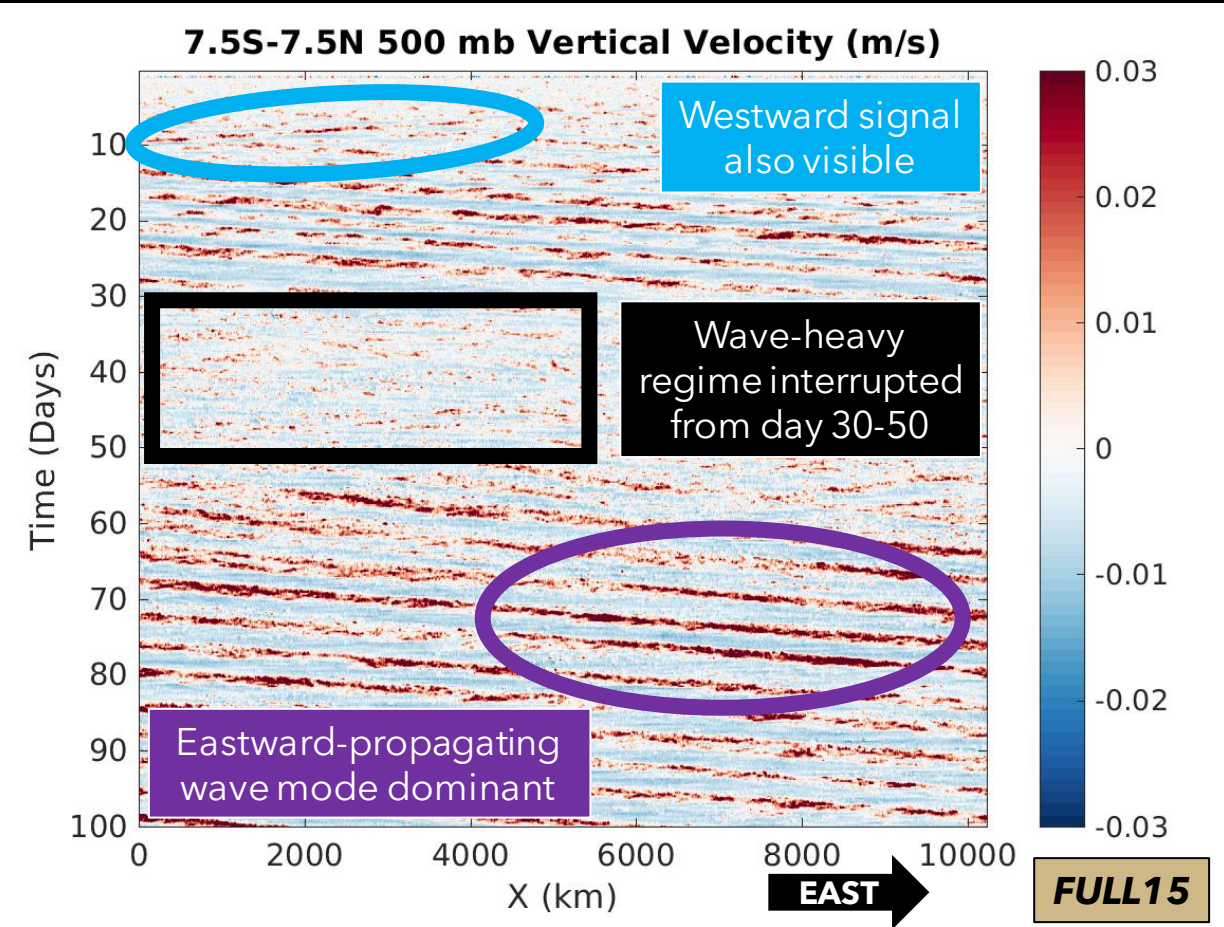 7.5S-7.5N 500 mb Vertical Velocity (m/s)
Westward signal
also visible
Wave-heavy
regime interrupted
from day 30-50
Eastward-propagating
wave mode dominant
Time (Days)
10
20
30
40
50
60
70
80
90
100
0
2000
4000
6000
8000
10000
X (km)
EAST
0.03
0.02
0.01
0
-0.01
-0.02
-0.03
FULL15